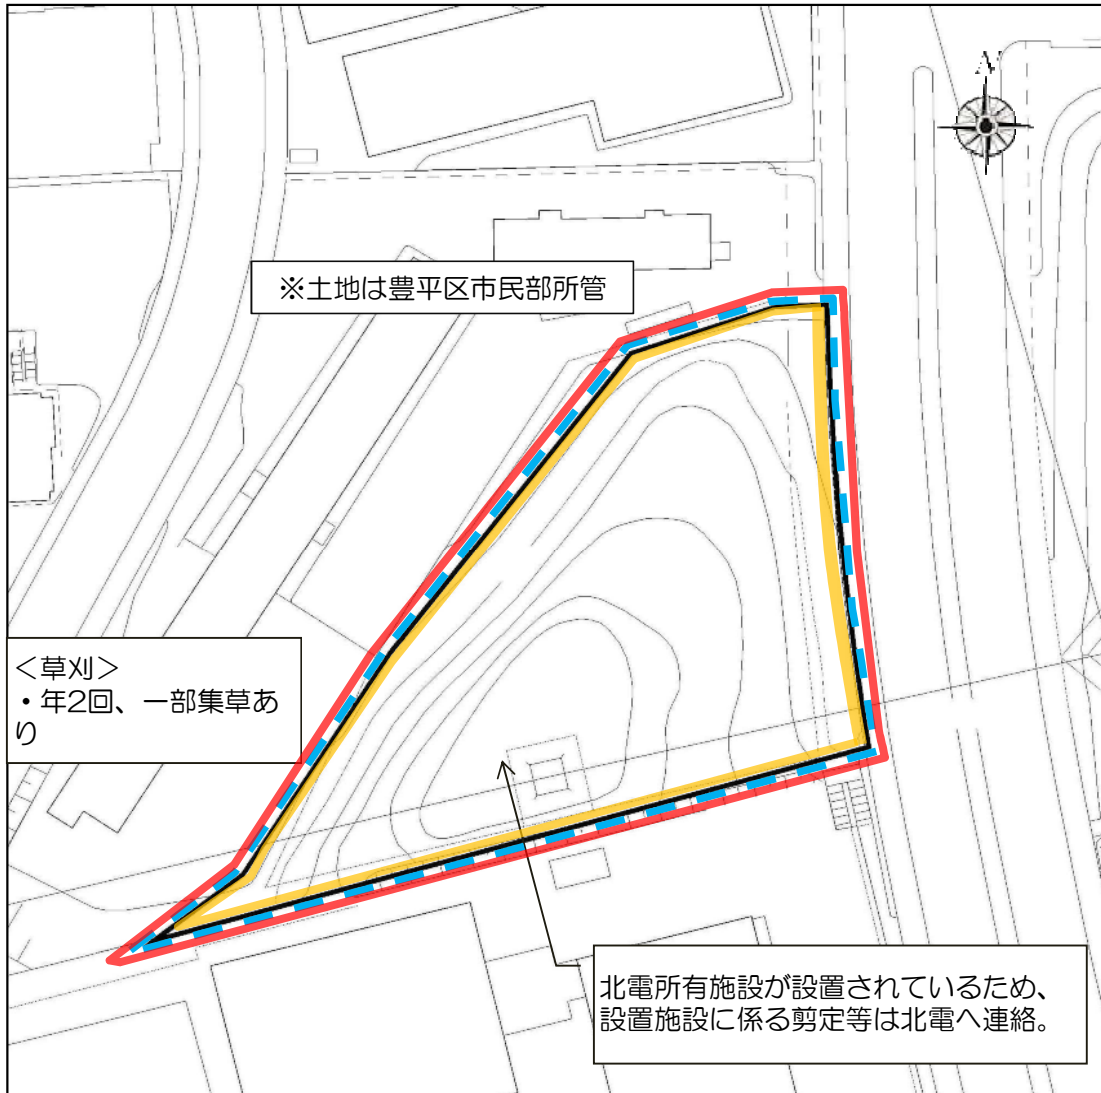 N
※土地は豊平区市民部所管
＜草刈＞
・年2回、一部集草あ
り
北電所有施設が設置されているため、
設置施設に係る剪定等は北電へ連絡。